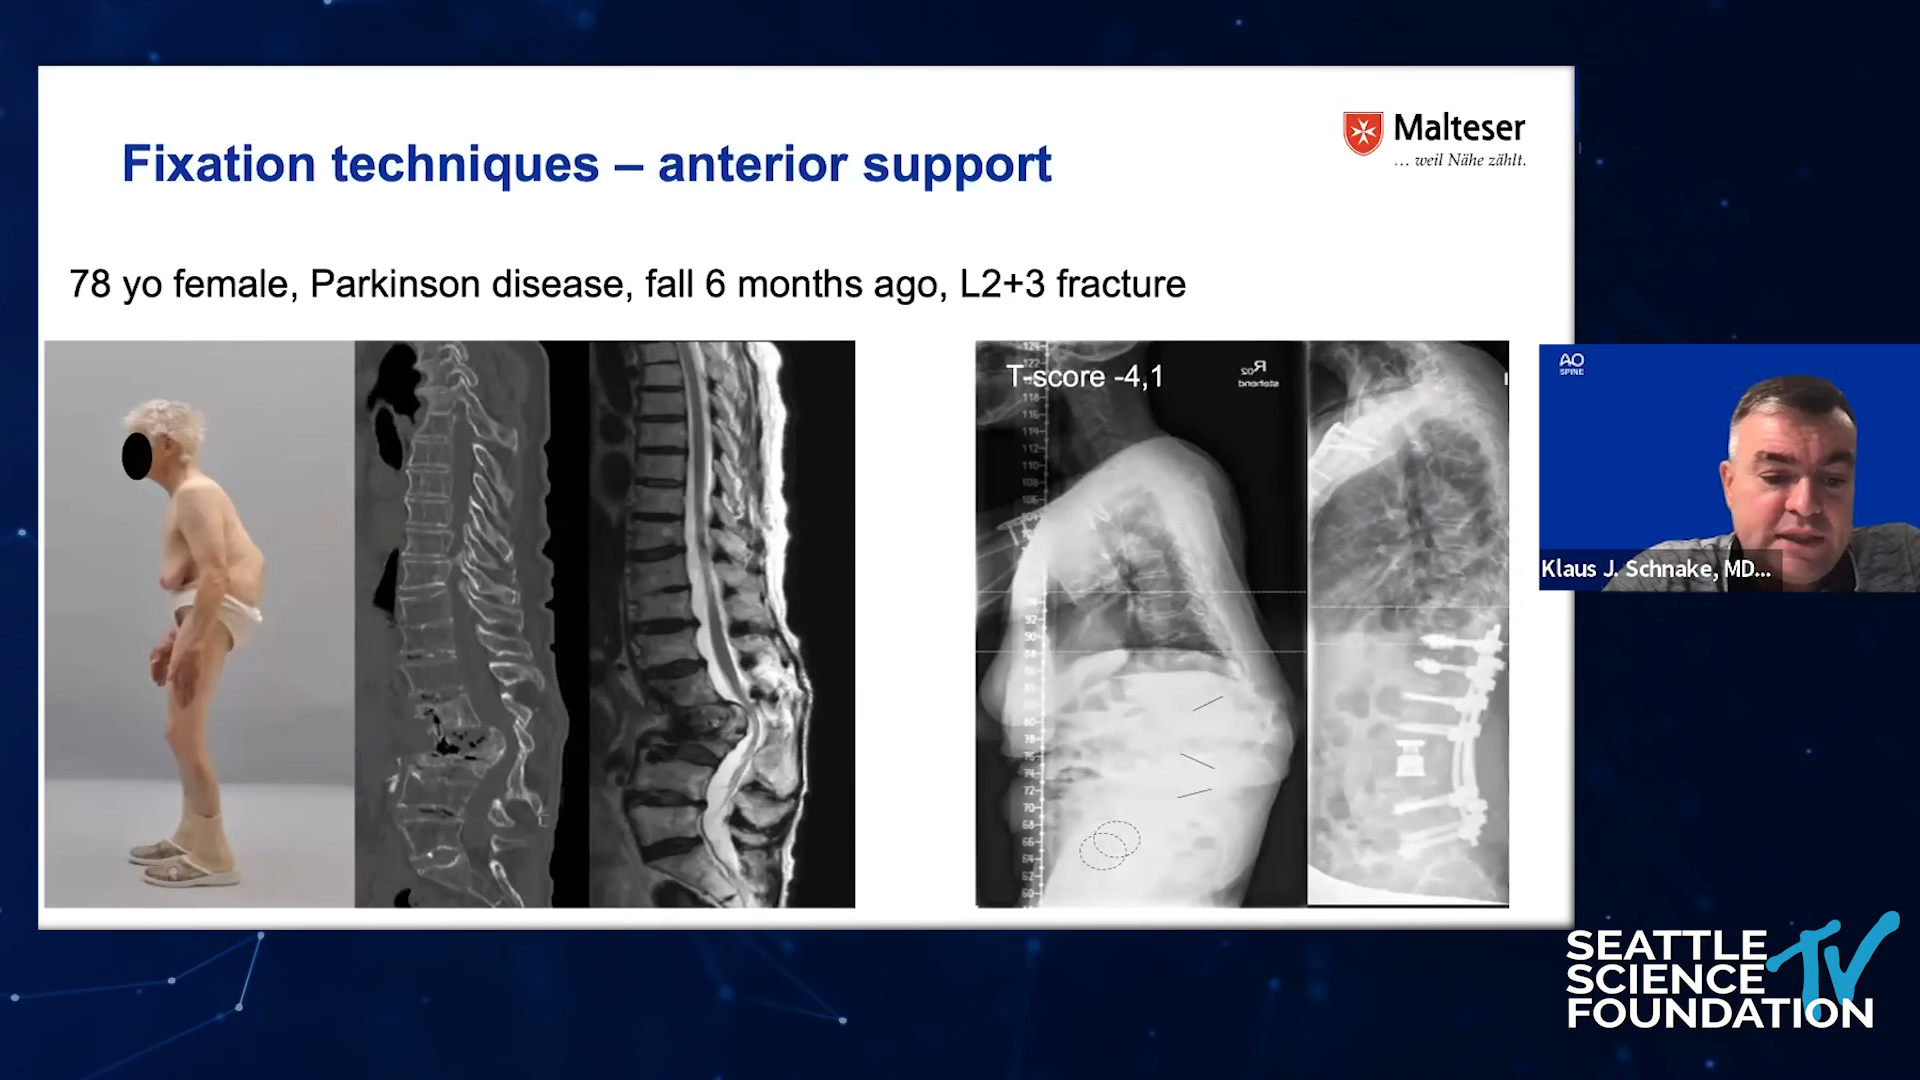 Fixation techniques – anterior support
Malteser
... weil Nähe zählt.
78 yo female, Parkinson disease, fall 6 months ago, L2+3 fracture
T-score -4,1
AO
SPINE
Klaus J. Schnake, MD...
SEATTLE
SCIENCE
FOUNDATION
TV